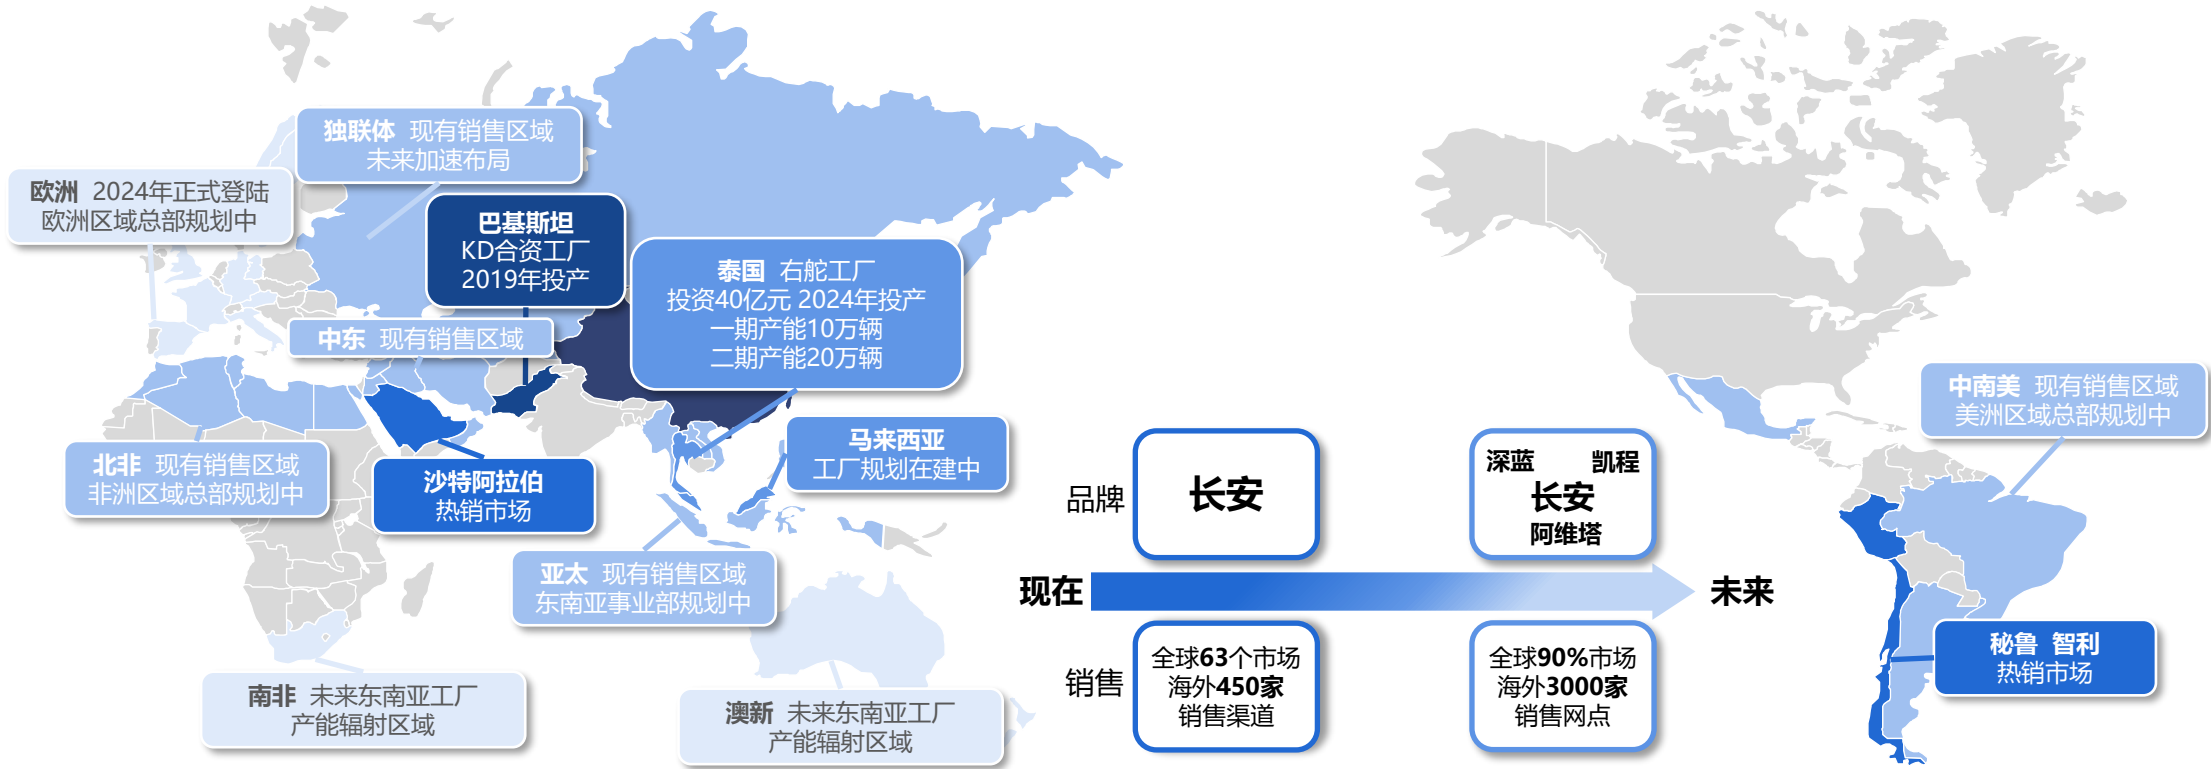 独联体 现有销售区域
未来加速布局
欧洲 2024年正式登陆
欧洲区域总部规划中
巴基斯坦
KD合资工厂
2019年投产
泰国 右舵工厂
投资40亿元 2024年投产
一期产能10万辆
二期产能20万辆
中东 现有销售区域
北非 现有销售区域
非洲区域总部规划中
沙特阿拉伯
热销市场
马来西亚
工厂规划在建中
亚太 现有销售区域
东南亚事业部规划中
南非 未来东南亚工厂
产能辐射区域
澳新 未来东南亚工厂
产能辐射区域
品牌
长安
深蓝 凯程
长安
阿维塔
现在
未来
销售
全球63个市场
海外450家
销售渠道
全球90%市场
海外3000家
销售网点
中南美 现有销售区域
美洲区域总部规划中
秘鲁 智利
热销市场